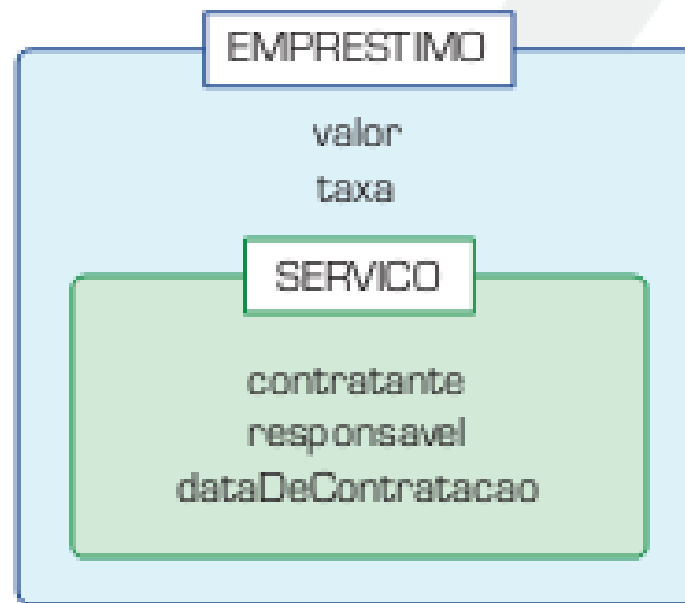 EMPRESTIMO
valor
taxa
SERVICO
contratante
responsavel
dataDeContratacao